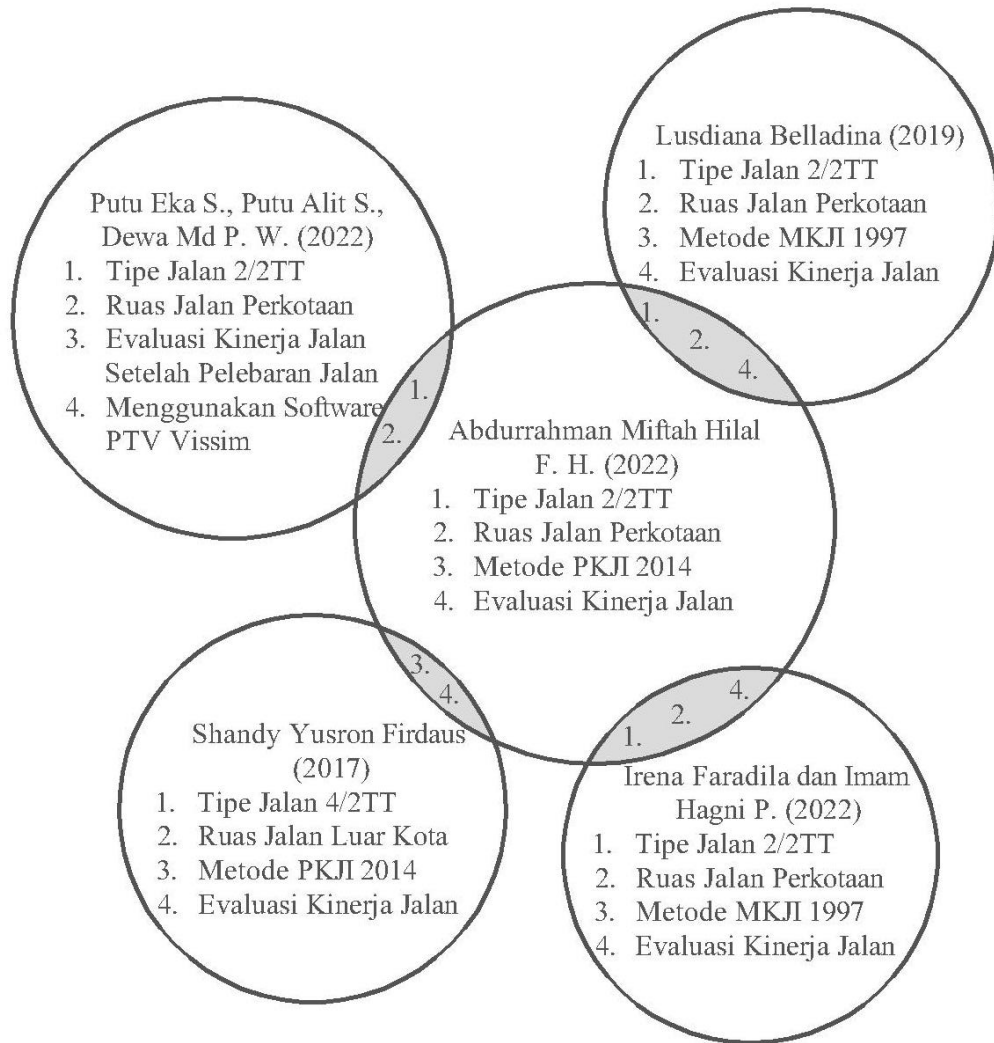 Lusdiana Belladina (2019)
1. Tipe Jalan 2/2TT
2. Ruas Jalan Perkotaan
3. Metode MKJI 1997
4. Evaluasi Kinerja Jalan
Putu Eka S., Putu Alit S.,
Dewa Md P. W. (2022)
1. Tipe Jalan 2/2TT
2. Ruas Jalan Perkotaan
3. Evaluasi Kinerja Jalan
Setelah Pelebaran Jalan
4. Menggunakan Software
PTV Vissim
1.
2.
4.
1.
2.
Abdurrahman Miftah Hilal
F. H. (2022)
1. Tipe Jalan 2/2TT
2. Ruas Jalan Perkotaan
3. Metode PKJI 2014
4. Evaluasi Kinerja Jalan
3.
4.
4.
2.
1.
Shandy Yusron Firdaus
(2017)
1. Tipe Jalan 4/2TT
2. Ruas Jalan Luar Kota
3. Metode PKJI 2014
4. Evaluasi Kinerja Jalan
Irena Faradila dan Imam
Hagni P. (2022)
1. Tipe Jalan 2/2TT
2. Ruas Jalan Perkotaan
3. Metode MKJI 1997
4. Evaluasi Kinerja Jalan